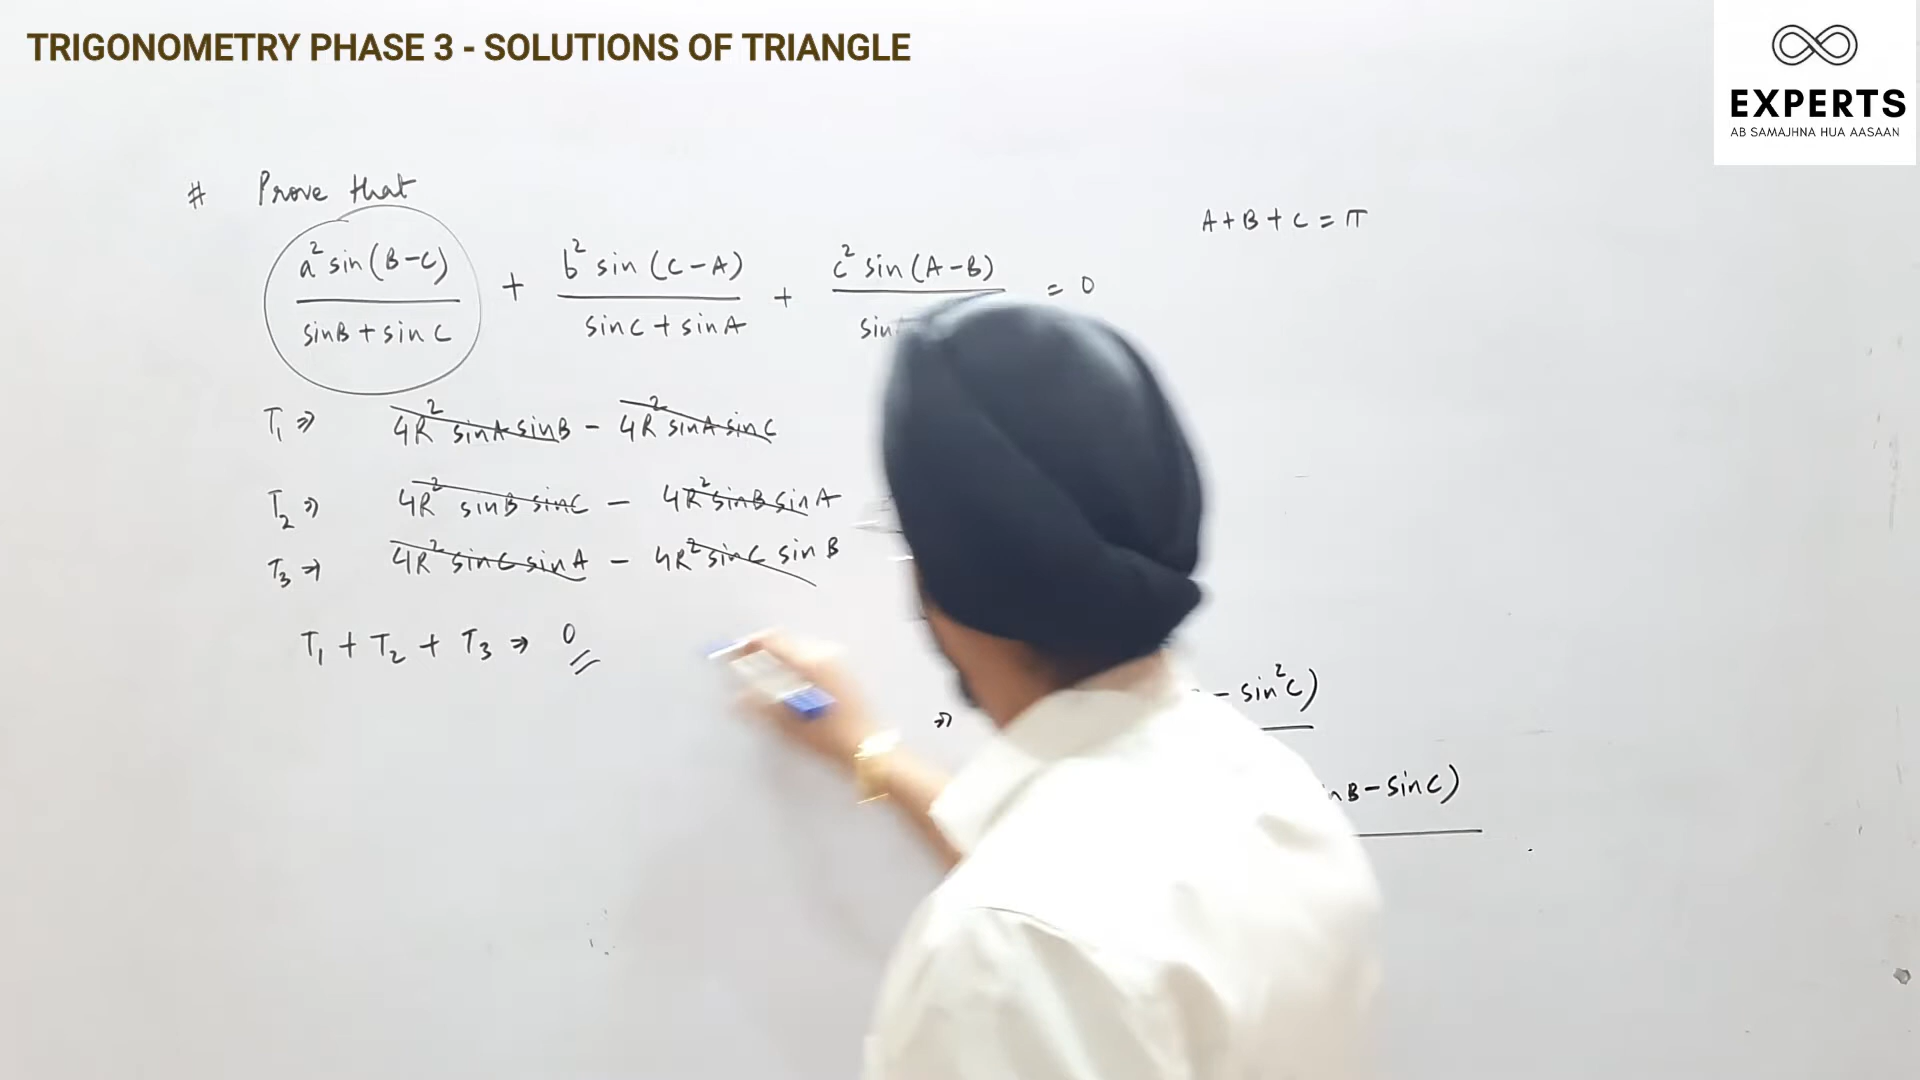 TRIGONOMETRY PHASE 3 - SOLUTIONS OF TRIANGLE
EXPERTS
AB SAMAJHNA HUA AASAAN
# Prove that
A+B+C = π
a² sin(B-C) / sinB + sinC + b² sin(C-A) / sinC + sinA + c² sin(A-B) / sin = 0
T₁ ⇒ 4R² sinA sinB - 4R² sinA sinC
T₂ ⇒ 4R² sinB sinC - 4R² sinB sinA
T₃ ⇒ 4R² sinC sinA - 4R² sinC sinB
T₁ + T₂ + T₃ ⇒ 0
⇒ - sin²C)
B - sinC)